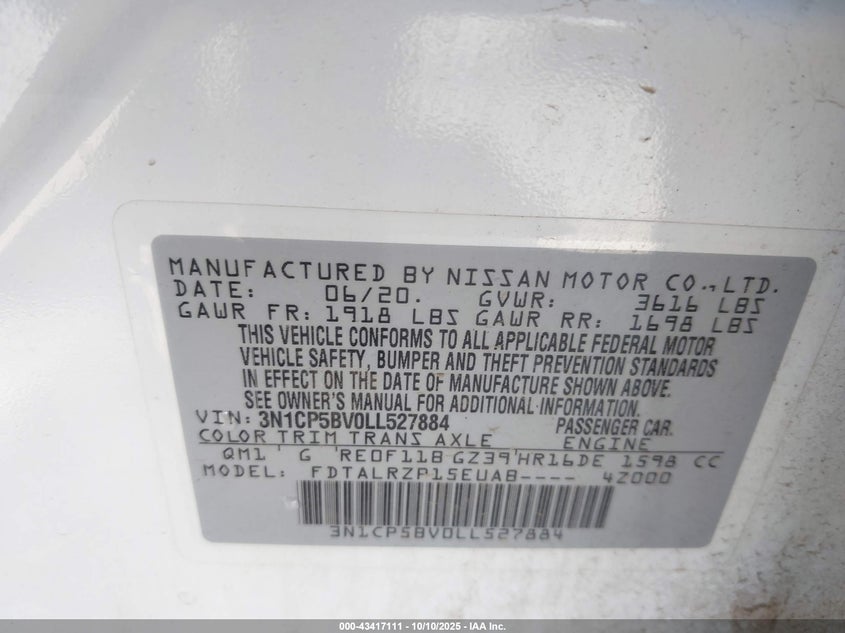 MANUFACTURED BY NISSAN MOTOR CO., LTD.
DATE: 06/20. GVWR: 3616 LBS
GAWR FR: 1918 LBS GAWR RR: 1698 LBS
THIS VEHICLE CONFORMS TO ALL APPLICABLE FEDERAL MOTOR
VEHICLE SAFETY, BUMPER AND THEFT PREVENTION STANDARDS
IN EFFECT ON THE DATE OF MANUFACTURE SHOWN ABOVE.
SEE OWNER'S MANUAL FOR ADDITIONAL INFORMATION.
VIN: 3N1CP5BV0LL527884 PASSENGER CAR.
COLOR TRIM TRANS AXLE ENGINE
QM1 G RE0F11B GZ39 HR16DE 1598 CC
MODEL: FDTALRZP15EUAB---- 4Z000
3N1CP5BV0LL527884
000-43417111 - 10/10/2025 - IAA Inc.